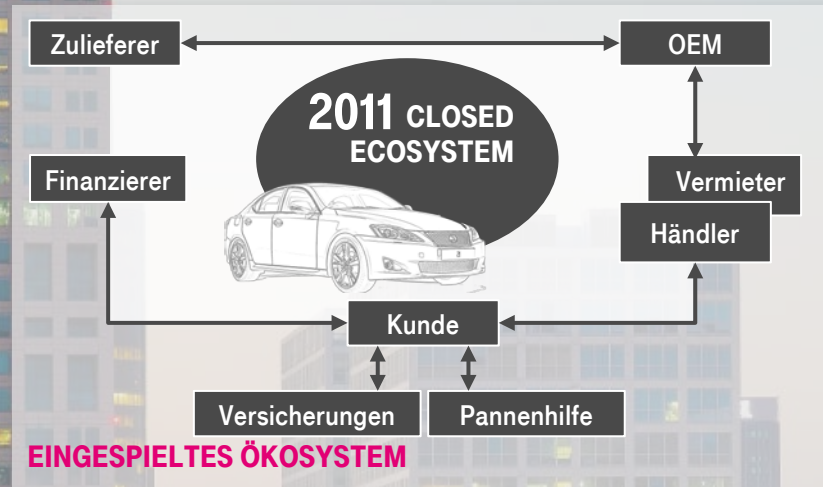 Zulieferer
OEM
2011 CLOSED
ECOSYSTEM
Finanzierer
Vermieter
Händler
Kunde
Versicherungen
Pannenhilfe
EINGESPIELTES ÖKOSYSTEM